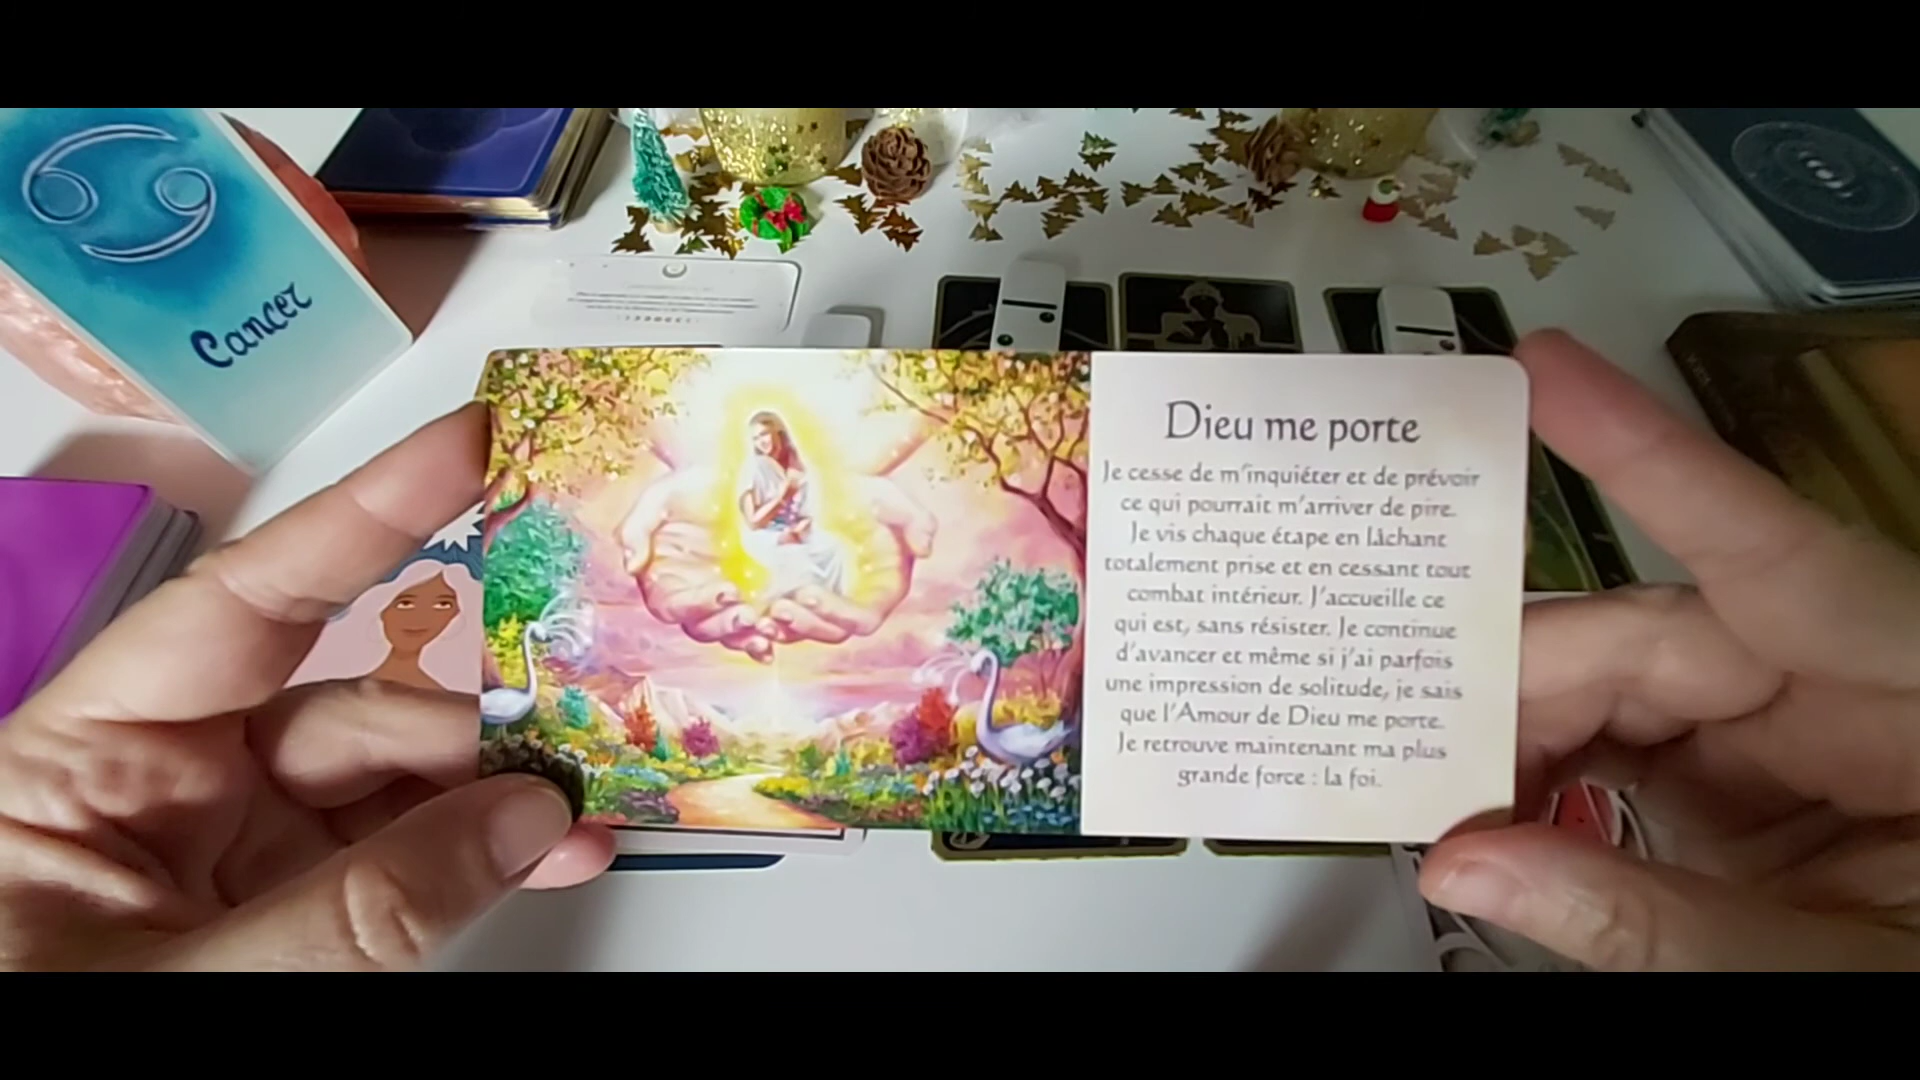 Cancer
Dieu me porte
Je cesse de m'inquiéter et de prévoir
ce qui pourrait m'arriver de pire.
Je vis chaque étape en lâchant
totalement prise et en cessant tout
combat intérieur. J'accueille ce
qui est, sans résister. Je continue
d'avancer et même si j'ai parfois
une impression de solitude, je sais
que l'Amour de Dieu me porte.
Je retrouve maintenant ma plus
grande force : la foi.